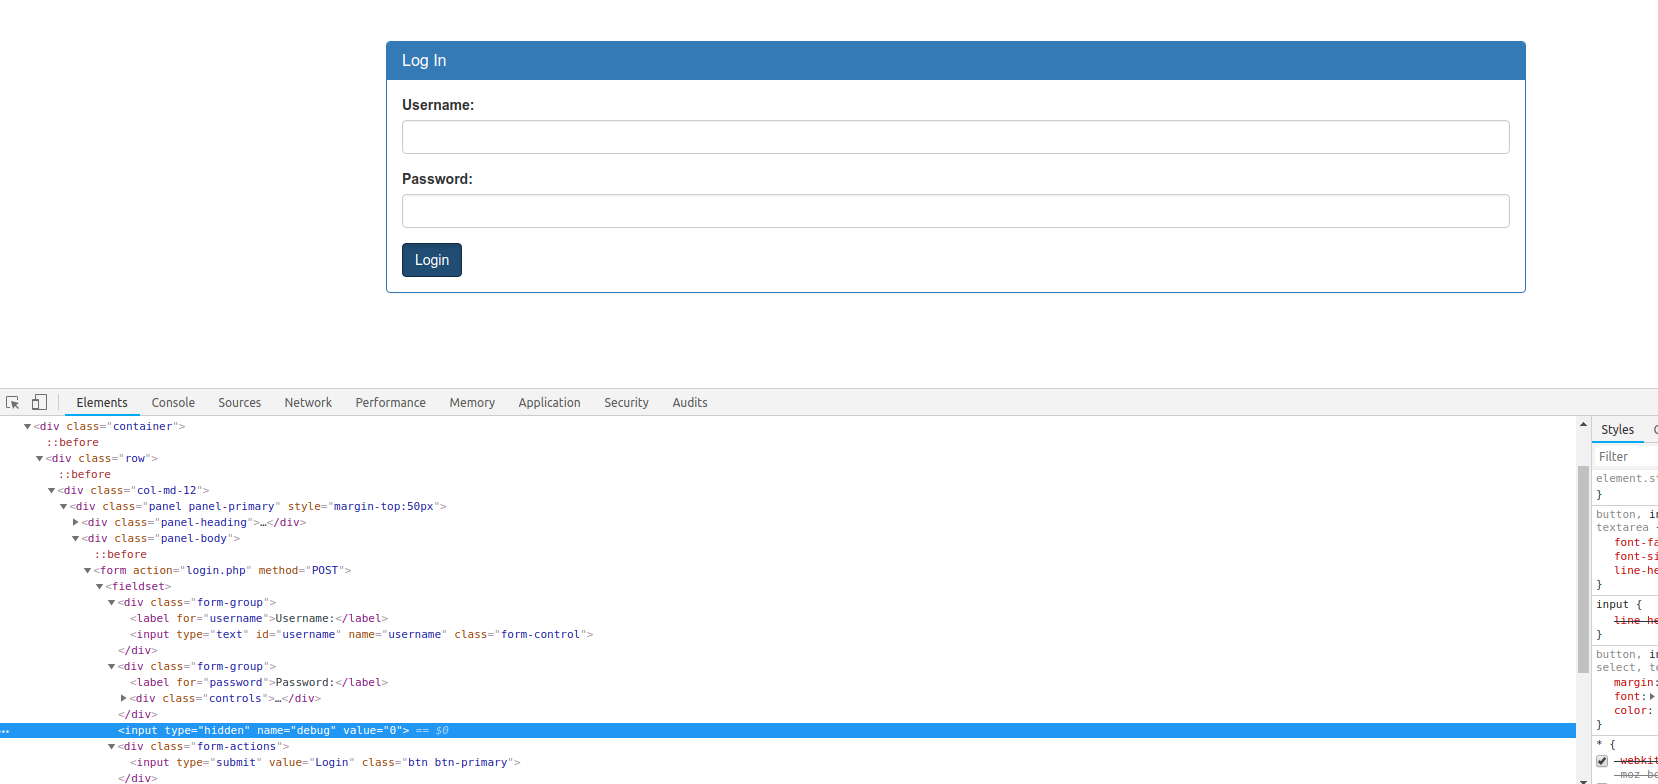 Log In
Username:
Password:
Login
Elements Console Sources Network Performance Memory Application Security Audits
<div class="container">
::before
<div class="row">
::before
<div class="col-md-12">
<div class="panel panel-primary" style="margin-top:50px">
<div class="panel-heading">…</div>
<div class="panel-body">
::before
<form action="login.php" method="POST">
<fieldset>
<div class="form-group">
<label for="username">Username:</label>
<input type="text" id="username" name="username" class="form-control">
</div>
<div class="form-group">
<label for="password">Password:</label>
<div class="controls">…</div>
</div>
<input type="hidden" name="debug" value="0"> == $0
<div class="form-actions">
<input type="submit" value="Login" class="btn btn-primary">
</div>
Styles
Filter
element.st
}
button, in
textarea
font-fa
font-si
line-he
}
input {
line-he
}
button, in
select, te
margin:
font:
color:
}
* {
-webkit
-moz-bo